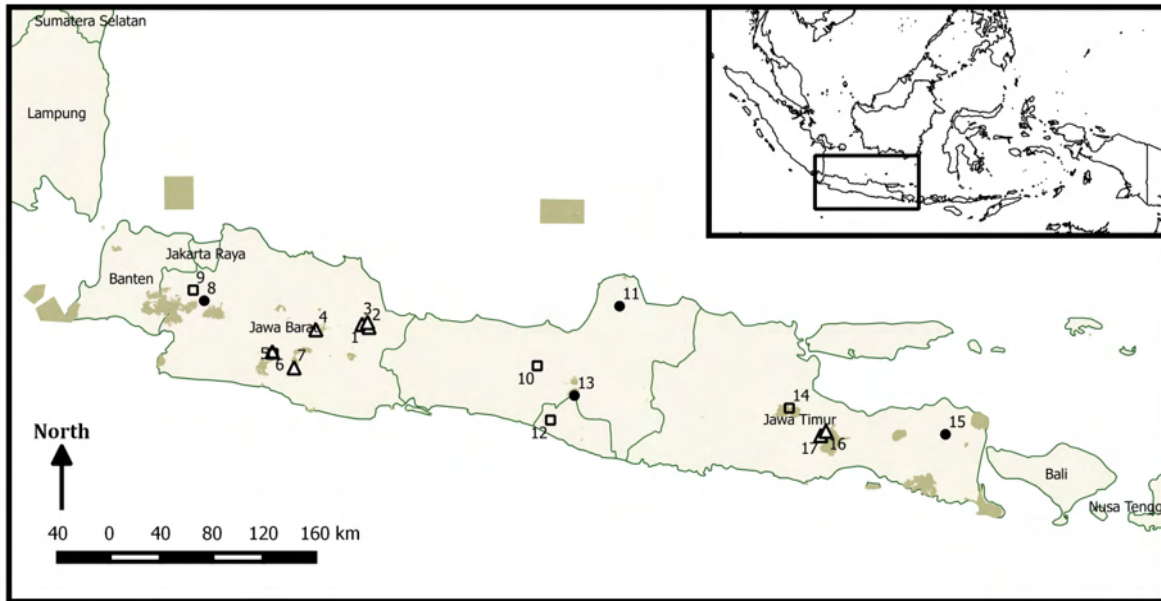 Sumatera Selatan
Lampung
Jakarta Raya
Banten
9
8
3
2
1
4
Jawa Barat
5
6
7
11
10
13
12
14
Jawa Timur
15
17
16
Bali
Nusa Tengg
North
40 0 40 80 120 160 km